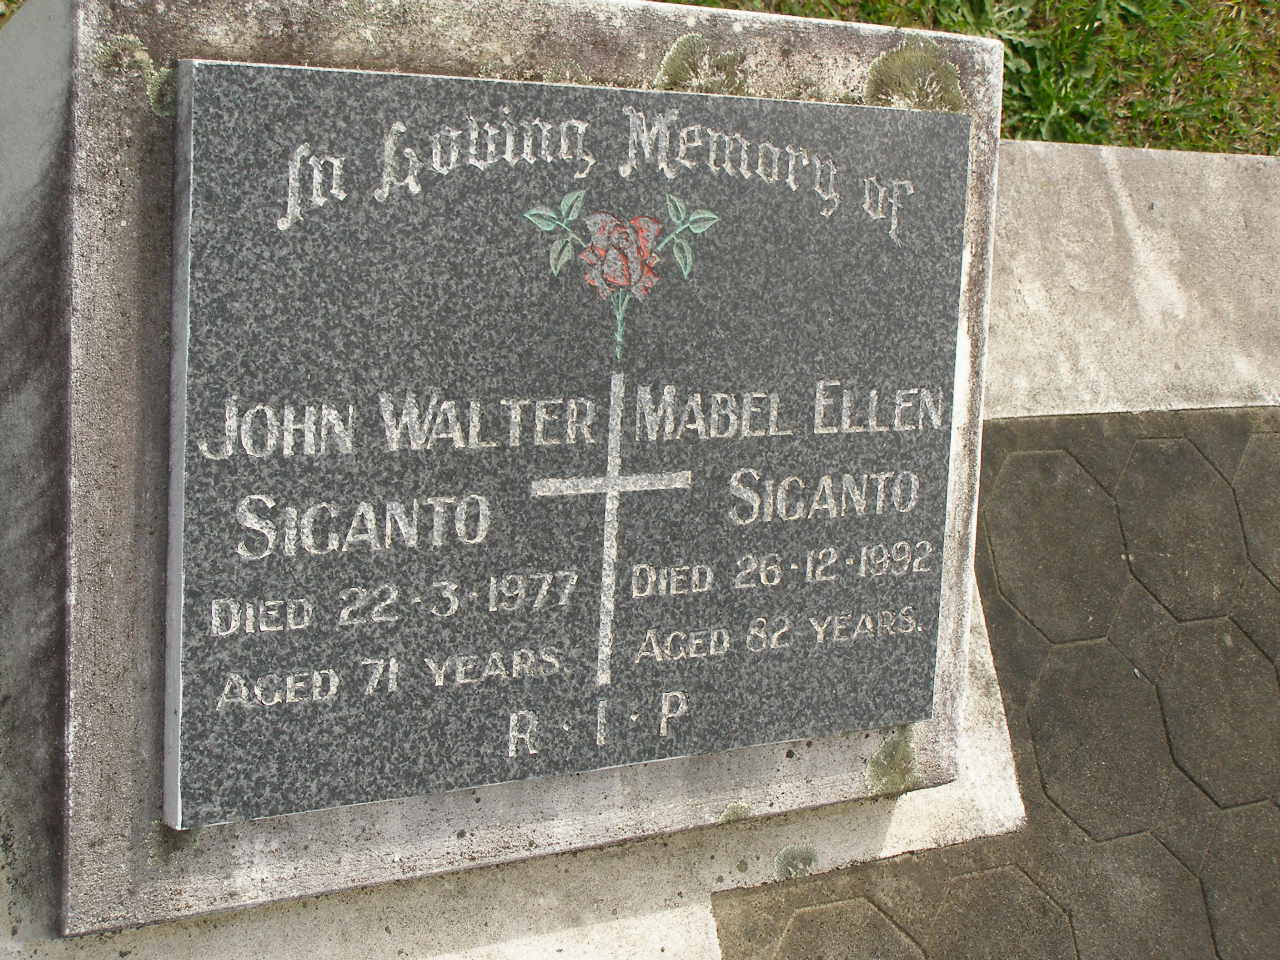 In Loving Memory of
JOHN WALTER
SIGANTO
DIED 22·3·1977
AGED 71 YEARS.
MABEL ELLEN
SIGANTO
DIED 26·12·1992
AGED 82 YEARS.
R·I·P